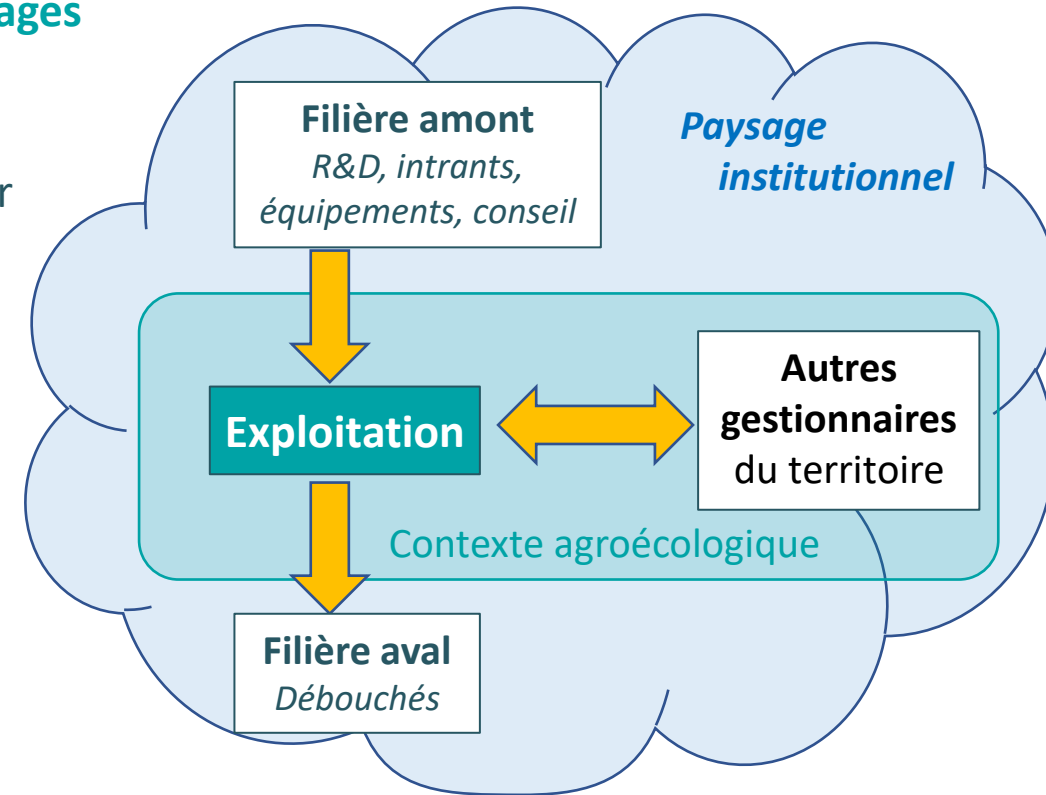 ages
r
Filière amont
R&D, intrants,
équipements, conseil
Paysage
institutionnel
Exploitation
Autres
gestionnaires
du territoire
Contexte agroécologique
Filière aval
Débouchés